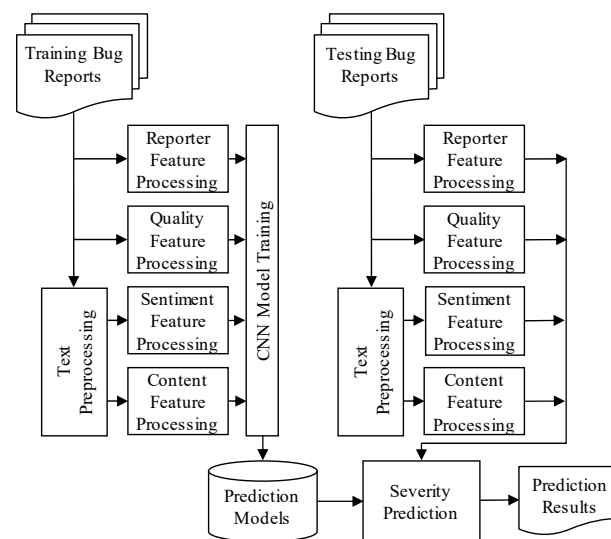 Training Bug
Reports
Reporter
Feature
Processing
Quality
Feature
Processing
Text
Preprocessing
Sentiment
Feature
Processing
Content
Feature
Processing
CNN Model Training
Testing Bug
Reports
Reporter
Feature
Processing
Quality
Feature
Processing
Text
Preprocessing
Sentiment
Feature
Processing
Content
Feature
Processing
Prediction
Models
Severity
Prediction
Prediction
Results